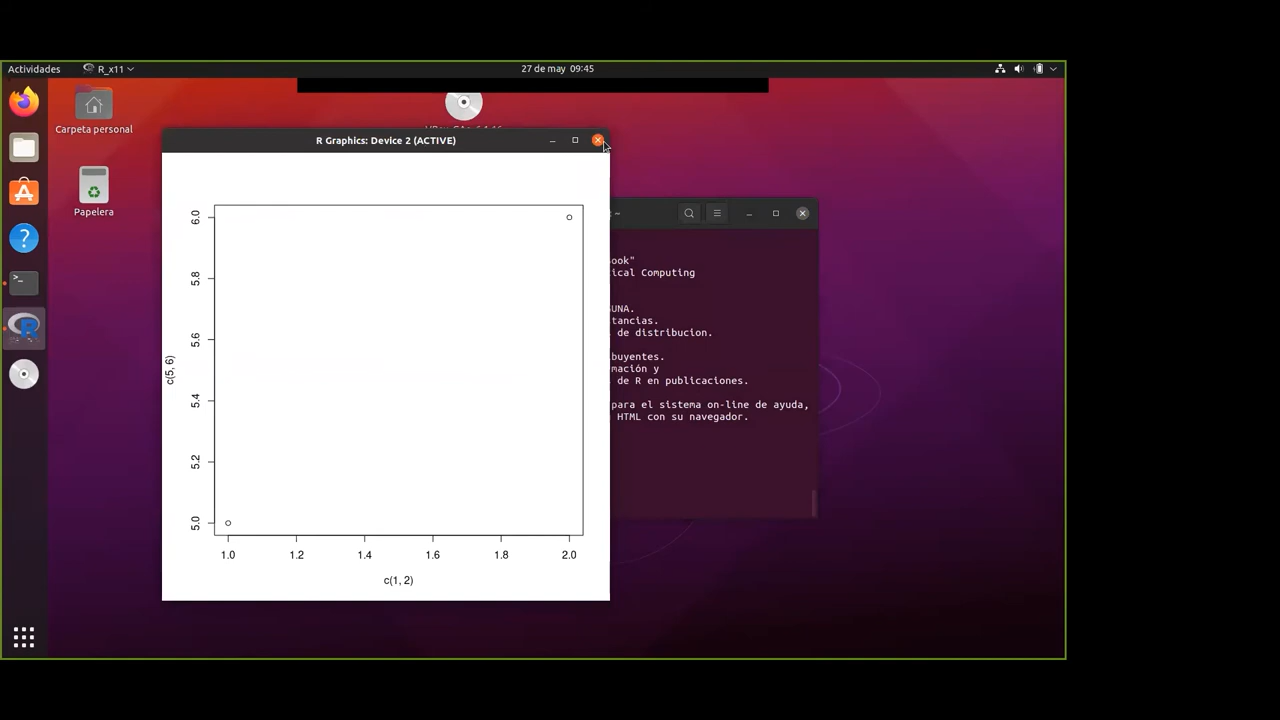 Actividades
R_x11
27 de may 09:45
Carpeta personal
Papelera
R Graphics: Device 2 (ACTIVE)
6.0
5.8
5.6
5.4
5.2
5.0
c(5, 6)
1.0 1.2 1.4 1.6 1.8 2.0
c(1, 2)
: ~
ook"
ical Computing
UNA.
tancias.
de distribucion.
buyentes.
mación y
de R en publicaciones.
para el sistema on-line de ayuda,
HTML con su navegador.